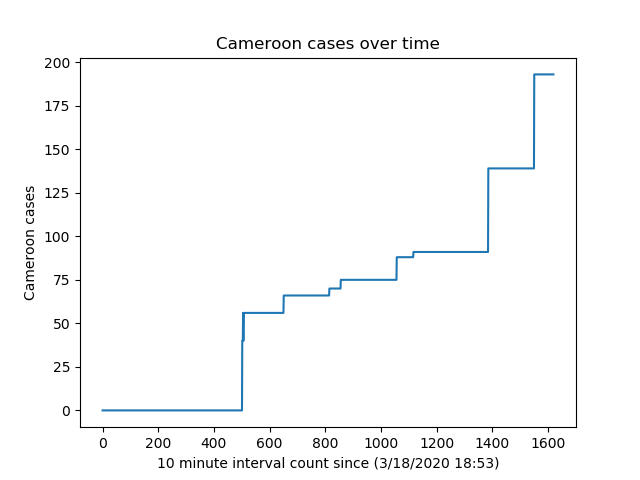 Cameroon cases over time
200
175
150
125
100
75
50
25
0
Cameroon cases
0 200 400 600 800 1000 1200 1400 1600
10 minute interval count since (3/18/2020 18:53)